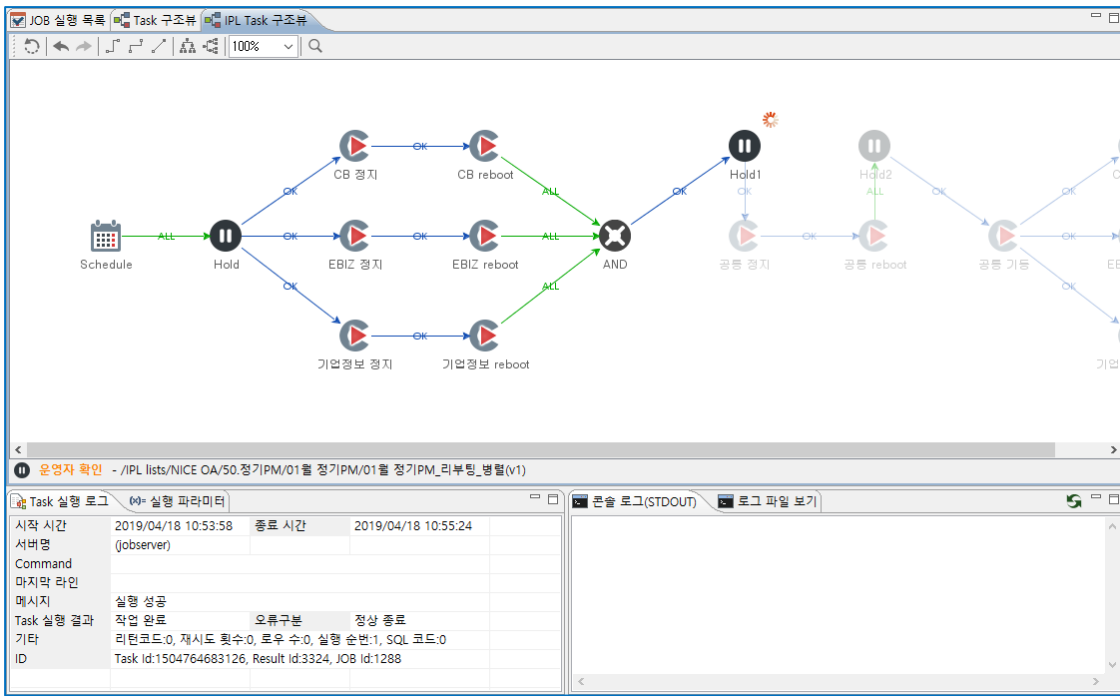 JOB 실행 목록 Task 구조뷰 IPL Task 구조뷰
100%
OK CB 정지 OK CB reboot ALL OK Hold1 OK Hold2 ALL OK
Schedule ALL Hold OK EBIZ 정지 OK EBIZ reboot ALL AND 공통 정지 OK 공통 reboot 공통 기동 OK
OK 기업정보 정지 OK 기업정보 reboot ALL OK 기업
운영자 확인 - /IPL lists/NICE OA/50.정기PM/01월 정기PM/01월 정기PM_리부팅_병렬(v1)
Task 실행 로그 (x)= 실행 파라미터 콘솔 로그(STDOUT) 로그 파일 보기
시작 시간 2019/04/18 10:53:58 종료 시간 2019/04/18 10:55:24
서버명 (jobserver)
Command
마지막 라인
메시지 실행 성공
Task 실행 결과 작업 완료 오류구분 정상 종료
기타 리턴코드:0, 재시도 횟수:0, 로우 수:0, 실행 순번:1, SQL 코드:0
ID Task Id:1504764683126, Result Id:3324, JOB Id:1288